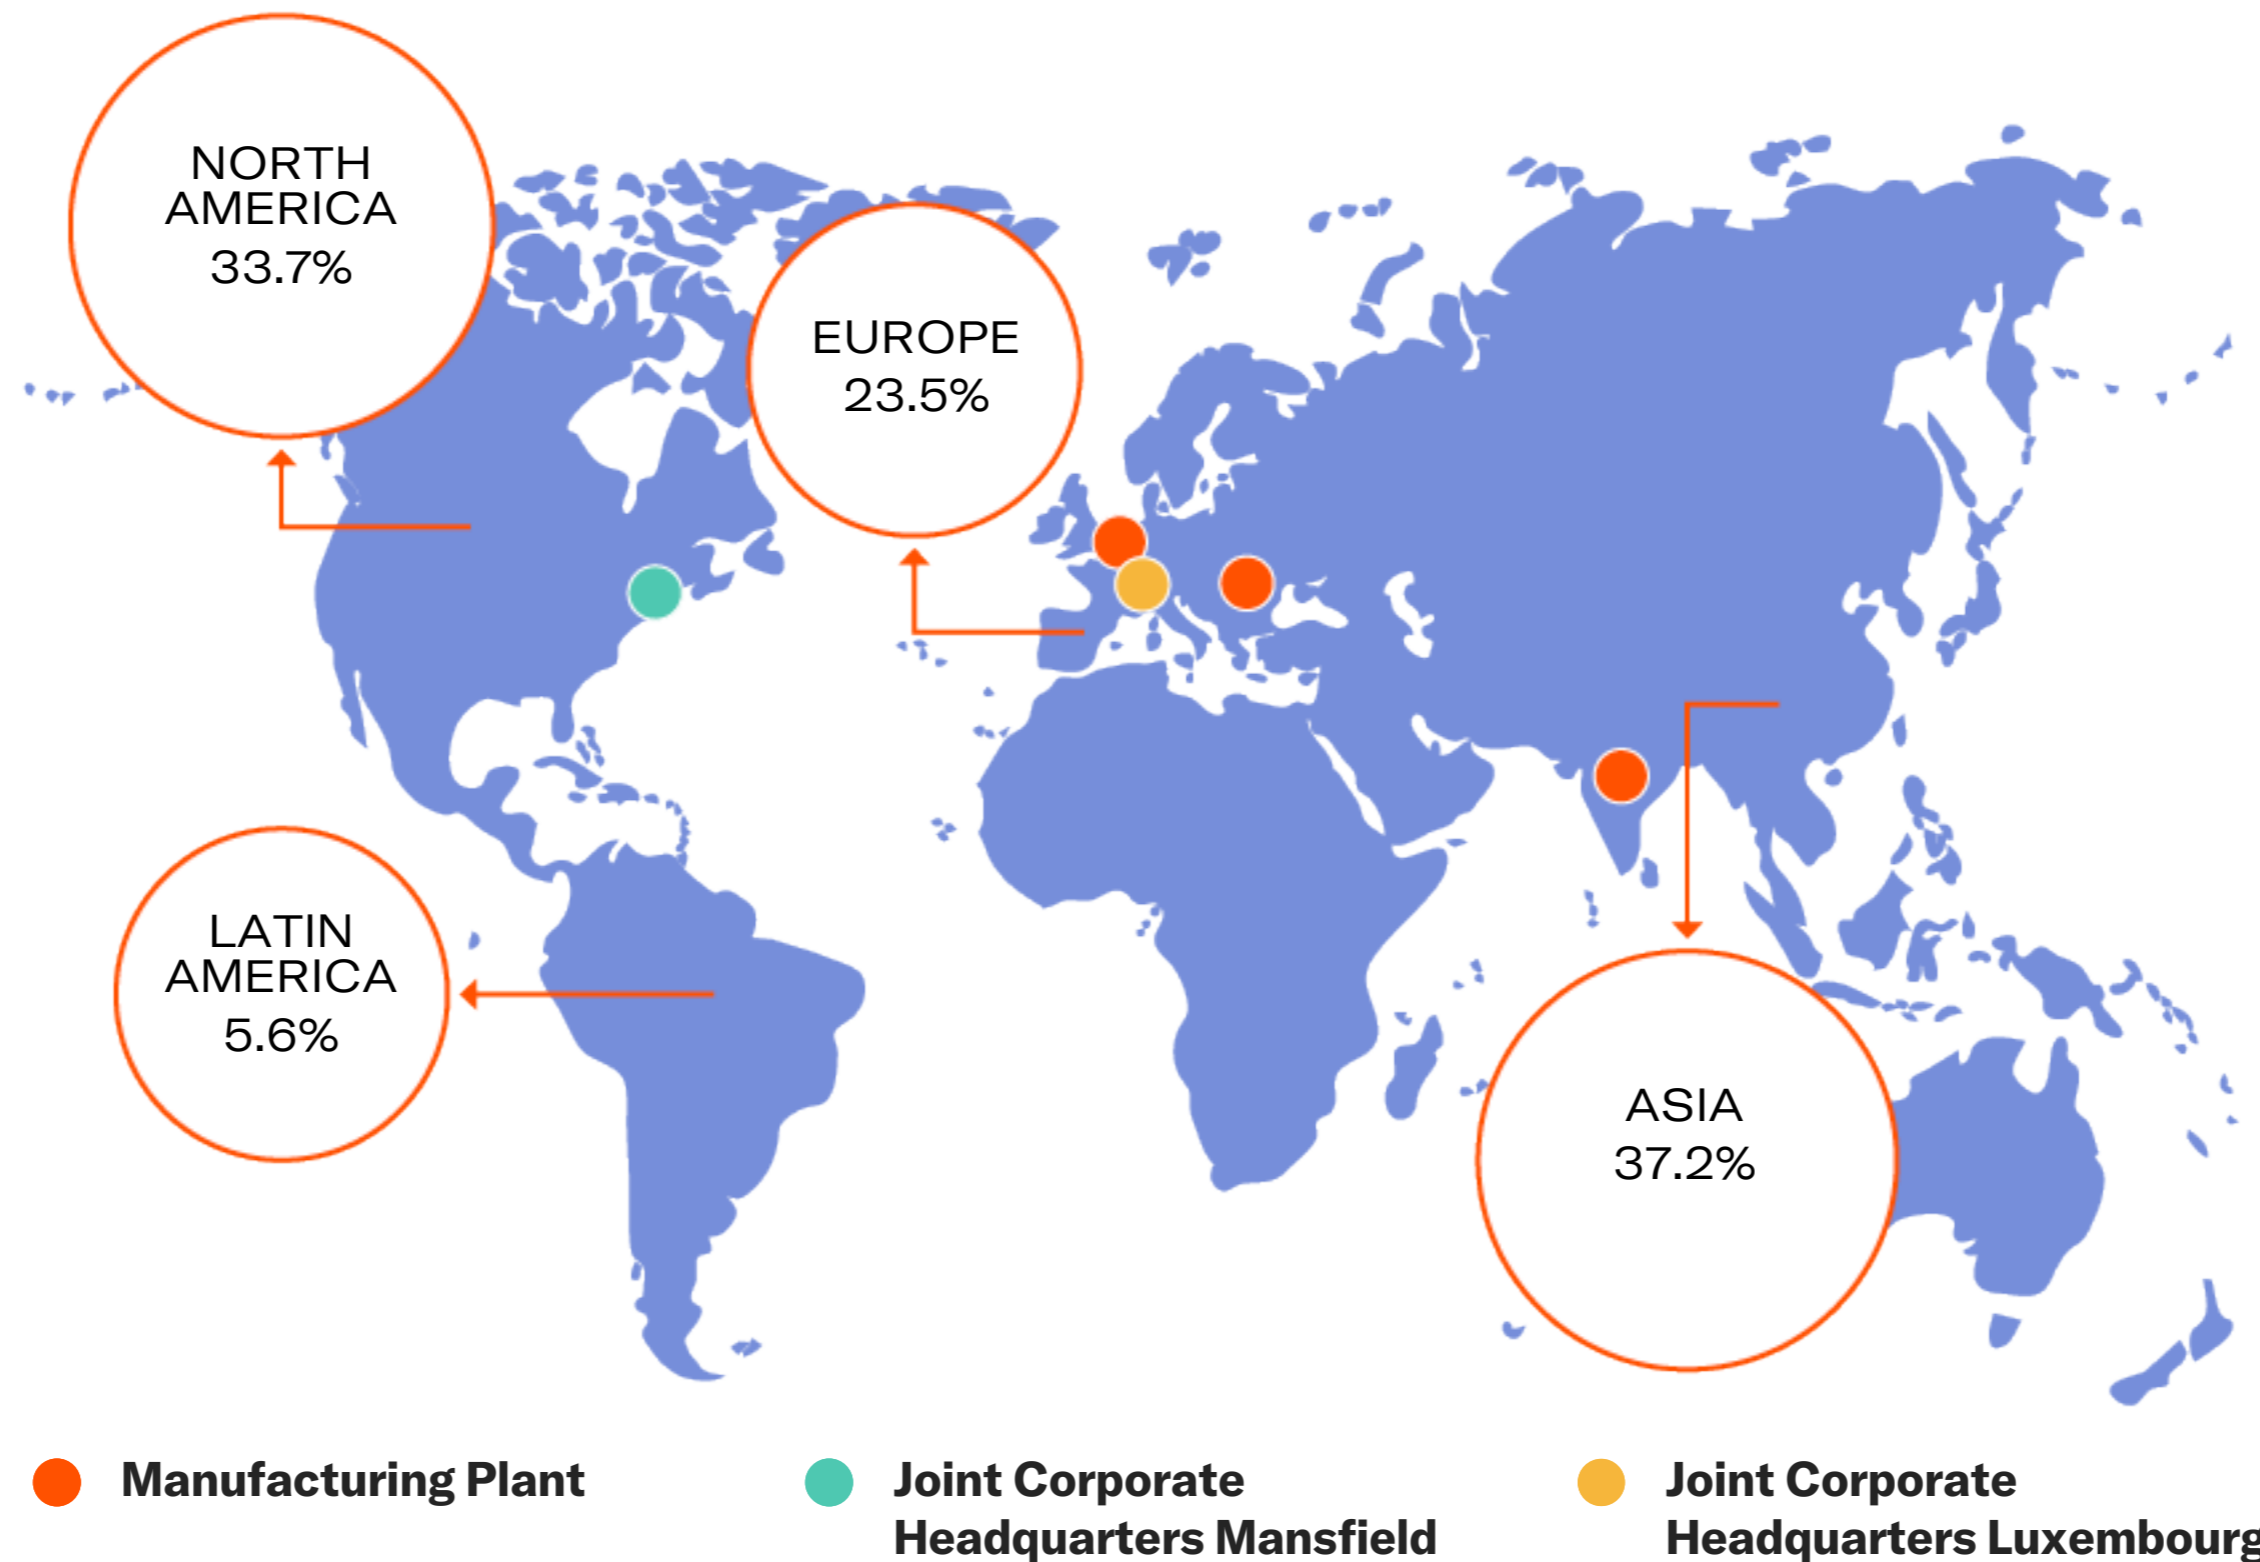 NORTH
AMERICA
33.7%
EUROPE
23.5%
LATIN
AMERICA
5.6%
ASIA
37.2%
Manufacturing Plant
Joint Corporate
Headquarters Mansfield
Joint Corporate
Headquarters Luxembourg